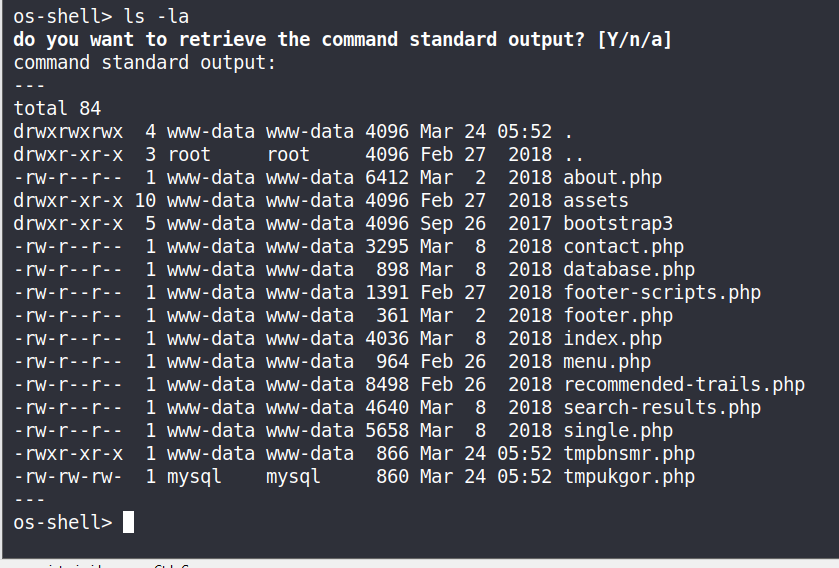 os-shell> ls -la
do you want to retrieve the command standard output? [Y/n/a]
command standard output:
---
total 84
drwxrwxrwx  4 www-data www-data 4096 Mar 24 05:52 .
drwxr-xr-x  3 root     root     4096 Feb 27  2018 ..
-rw-r--r--  1 www-data www-data 6412 Mar  2  2018 about.php
drwxr-xr-x 10 www-data www-data 4096 Feb 27  2018 assets
drwxr-xr-x  5 www-data www-data 4096 Sep 26  2017 bootstrap3
-rw-r--r--  1 www-data www-data 3295 Mar  8  2018 contact.php
-rw-r--r--  1 www-data www-data  898 Mar  8  2018 database.php
-rw-r--r--  1 www-data www-data 1391 Feb 27  2018 footer-scripts.php
-rw-r--r--  1 www-data www-data  361 Mar  2  2018 footer.php
-rw-r--r--  1 www-data www-data 4036 Mar  8  2018 index.php
-rw-r--r--  1 www-data www-data  964 Feb 26  2018 menu.php
-rw-r--r--  1 www-data www-data 8498 Feb 26  2018 recommended-trails.php
-rw-r--r--  1 www-data www-data 4640 Mar  8  2018 search-results.php
-rw-r--r--  1 www-data www-data 5658 Mar  8  2018 single.php
-rwxr-xr-x  1 www-data www-data  866 Mar 24 05:52 tmpbnsmr.php
-rw-rw-rw-  1 mysql    mysql     860 Mar 24 05:52 tmpukgor.php
---
os-shell>